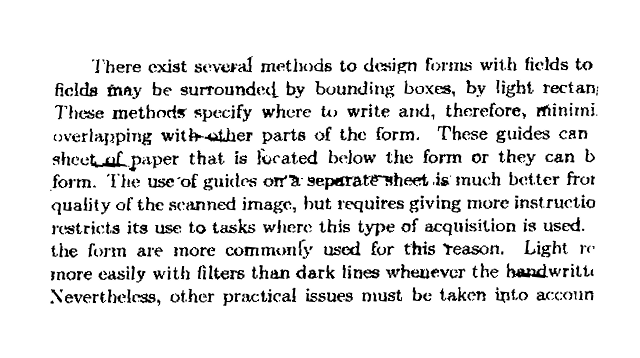 There exist several methods to design forms with fields to
fields may be surrounded by bounding boxes, by light rectan
These methods specify where to write and, therefore, minimi
overlapping with other parts of the form. These guides can
sheet of paper that is located below the form or they can b
form. The use of guides on a separate sheet is much better fror
quality of the scanned image, but requires giving more instructio
restricts its use to tasks where this type of acquisition is used.
the form are more commonly used for this reason. Light re
more easily with filters than dark lines whenever the handwritt
Nevertheless, other practical issues must be taken into accoun